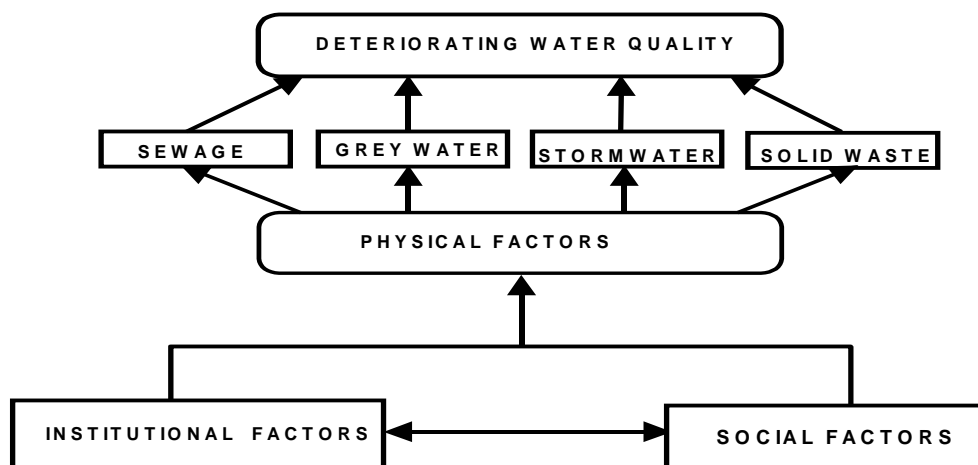 DETERIORATING WATER QUALITY
SEWAGE
GREY WATER
STORMWATER
SOLID WASTE
PHYSICAL FACTORS
INSTITUTIONAL FACTORS
SOCIAL FACTORS